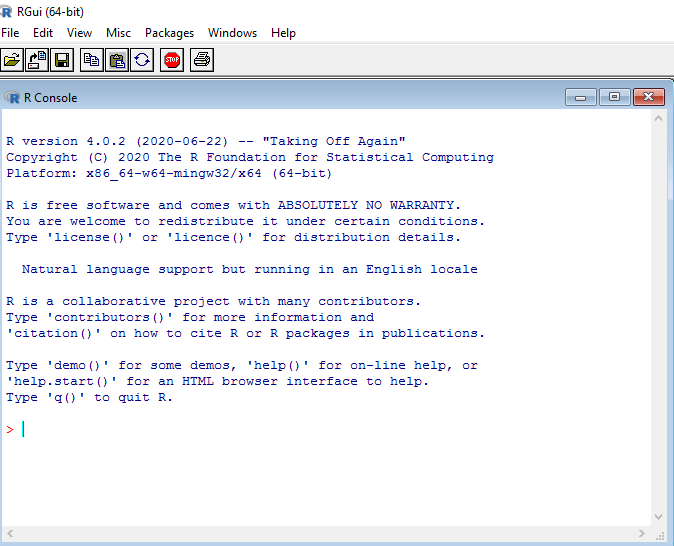 RGui (64-bit)
File Edit View Misc Packages Windows Help
STOP
R Console
R version 4.0.2 (2020-06-22) -- "Taking Off Again"
Copyright (C) 2020 The R Foundation for Statistical Computing
Platform: x86_64-w64-mingw32/x64 (64-bit)
R is free software and comes with ABSOLUTELY NO WARRANTY.
You are welcome to redistribute it under certain conditions.
Type 'license()' or 'licence()' for distribution details.
Natural language support but running in an English locale
R is a collaborative project with many contributors.
Type 'contributors()' for more information and
'citation()' on how to cite R or R packages in publications.
Type 'demo()' for some demos, 'help()' for on-line help, or
'help.start()' for an HTML browser interface to help.
Type 'q()' to quit R.
>